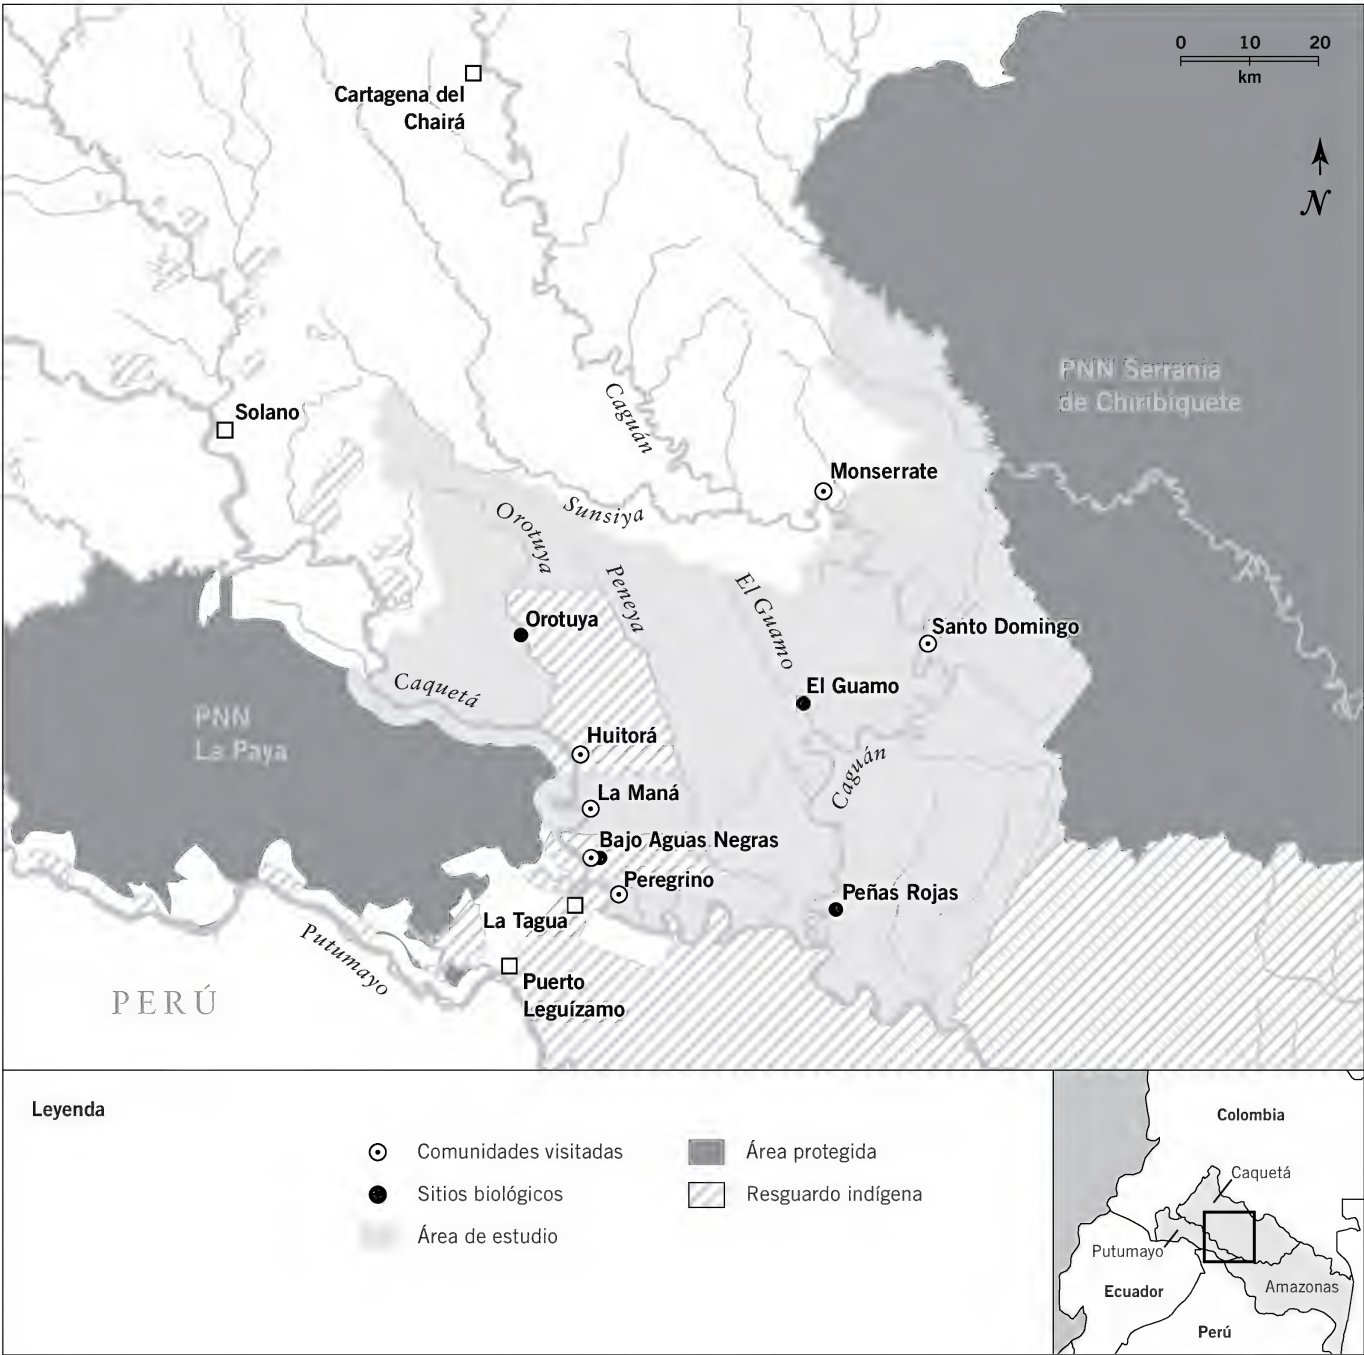 0 10 20
km
N
Cartagena del
Chairá
PNN Serranía
de Chiribiquete
Solano
Caguán
Monserrate
Sunsiya
Orotuya
Peneya
El Guamo
Orotuya
Santo Domingo
El Guamo
Caquetá
PNN
La Paya
Huitorá
Caguán
La Maná
Bajo Aguas Negras
Peregrino
Peñas Rojas
La Tagua
Putumayo
Puerto
Leguízamo
PERÚ
Leyenda
Comunidades visitadas
Sitios biológicos
Área de estudio
Área protegida
Resguardo indígena
Colombia
Caquetá
Putumayo
Ecuador
Amazonas
Perú